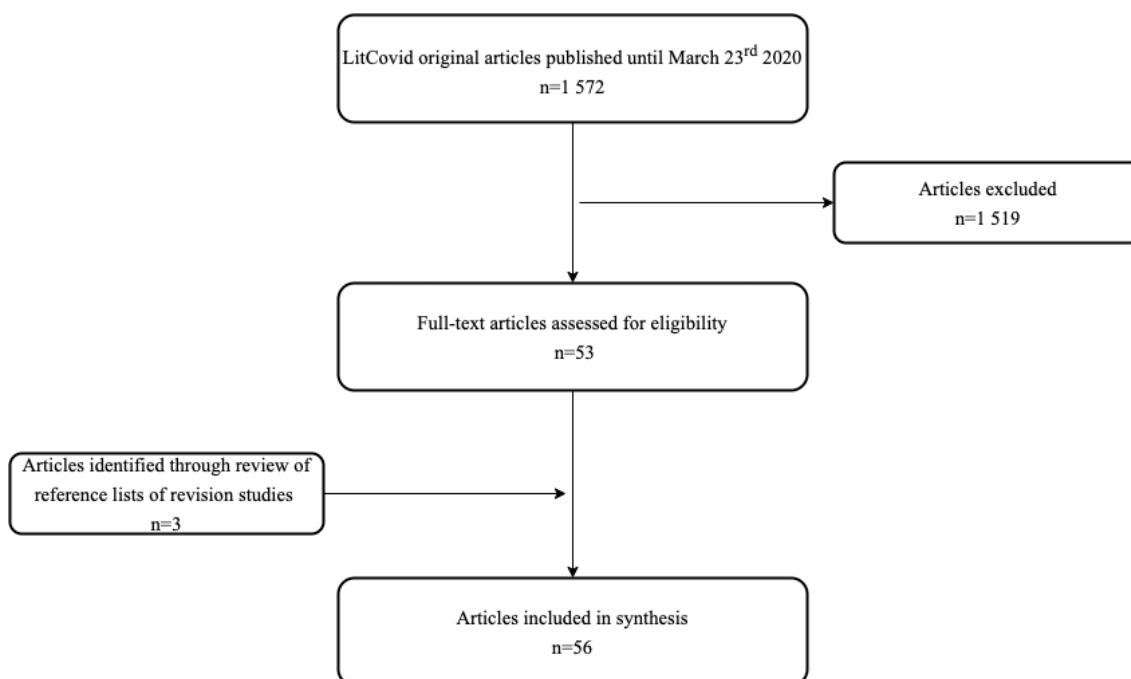 LitCovid original articles published until March 23rd 2020
n=1 572
Articles excluded
n=1 519
Full-text articles assessed for eligibility
n=53
Articles identified through review of
reference lists of revision studies
n=3
Articles included in synthesis
n=56